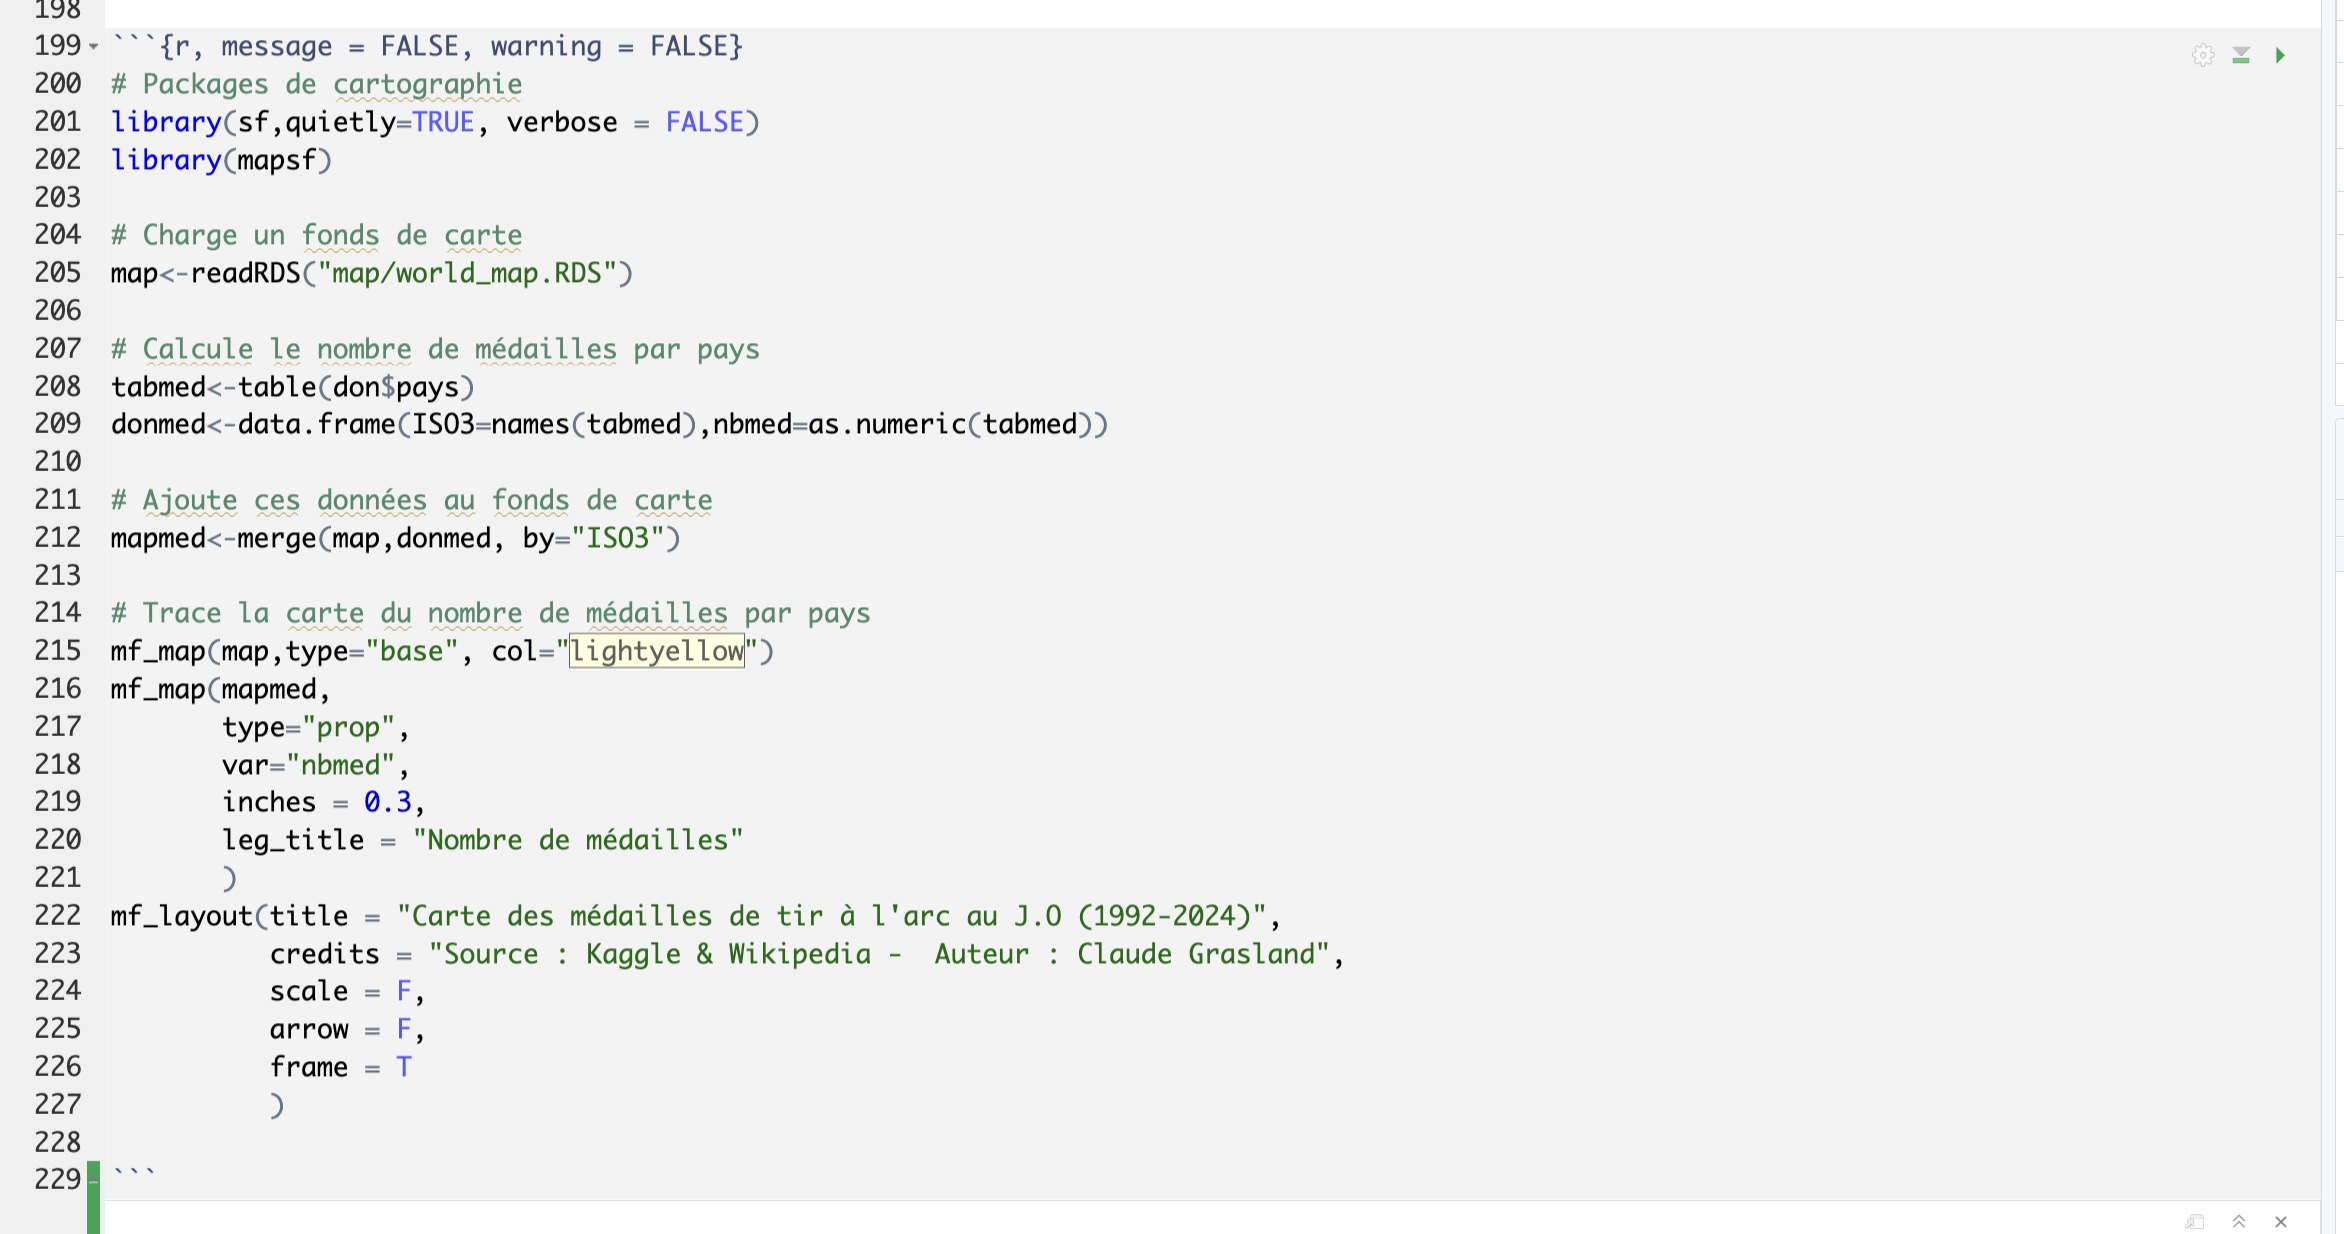 198
199 ```{r, message = FALSE, warning = FALSE}
200 # Packages de cartographie
201 library(sf,quietly=TRUE, verbose = FALSE)
202 library(mapsf)
203
204 # Charge un fonds de carte
205 map<-readRDS("map/world_map.RDS")
206
207 # Calcule le nombre de médailles par pays
208 tabmed<-table(don$pays)
209 donmed<-data.frame(ISO3=names(tabmed),nbmed=as.numeric(tabmed))
210
211 # Ajoute ces données au fonds de carte
212 mapmed<-merge(map,donmed, by="ISO3")
213
214 # Trace la carte du nombre de médailles par pays
215 mf_map(map,type="base", col="lightyellow")
216 mf_map(mapmed,
217        type="prop",
218        var="nbmed",
219        inches = 0.3,
220        leg_title = "Nombre de médailles"
221        )
222 mf_layout(title = "Carte des médailles de tir à l'arc au J.O (1992-2024)",
223           credits = "Source : Kaggle & Wikipedia -  Auteur : Claude Grasland",
224           scale = F,
225           arrow = F,
226           frame = T
227           )
228
229 ```